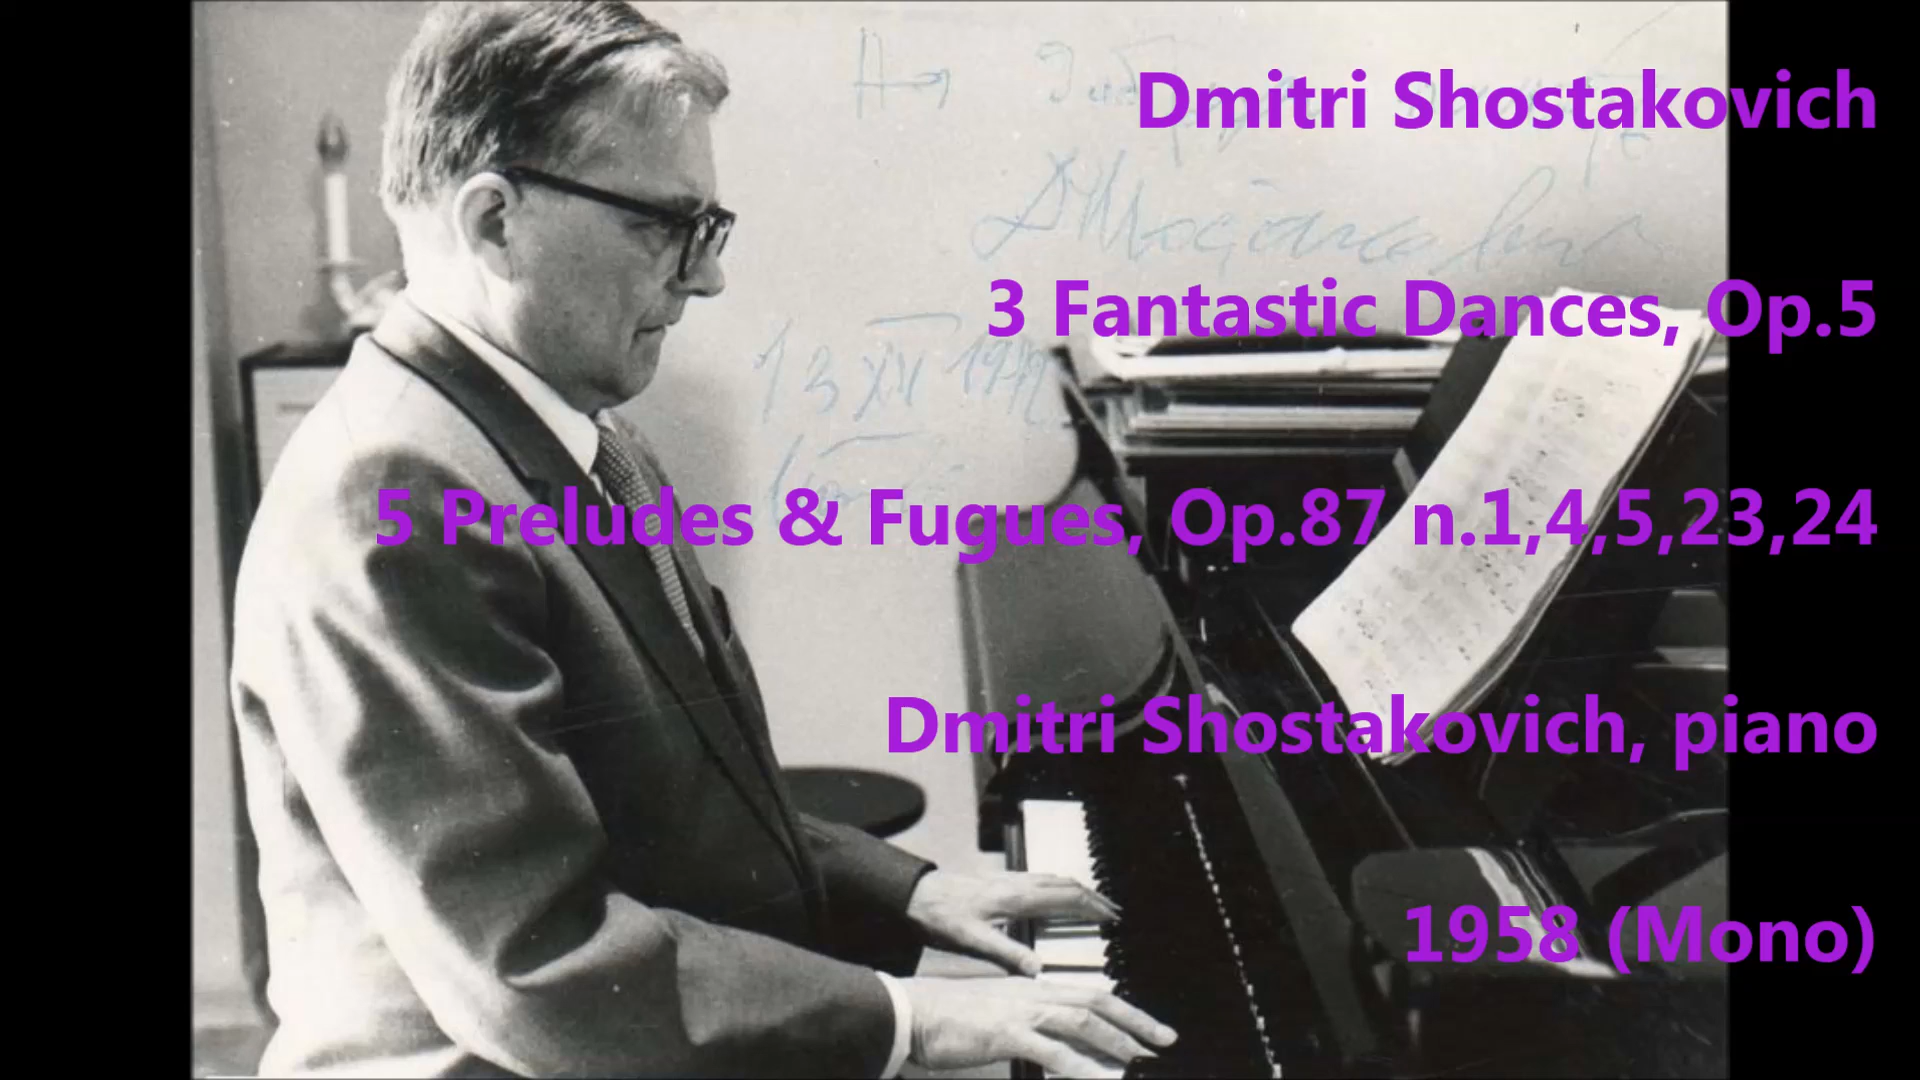 Dmitri Shostakovich
3 Fantastic Dances, Op.5
5 Preludes & Fugues, Op.87 n.1,4,5,23,24
Dmitri Shostakovich, piano
1958 (Mono)